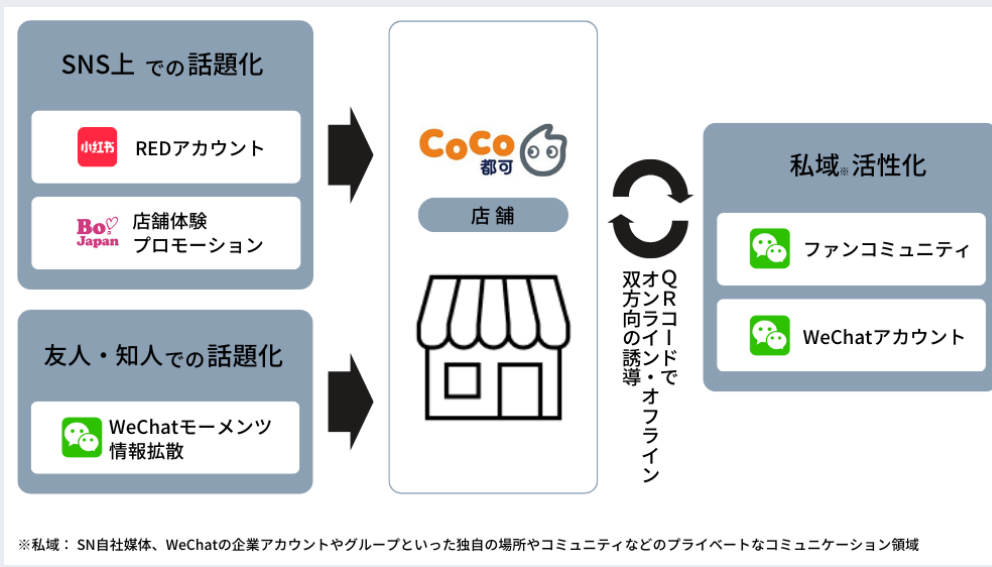 SNS上 での話題化
小红书
REDアカウント
Bo!
Japan
店舗体験
プロモーション
友人・知人での話題化
WeChatモーメンツ
情報拡散
CoCo
都可
店舗
QRコードで
オンライン・オフライン
双方向の誘導
私域※活性化
ファンコミュニティ
WeChatアカウント
※私域： SN自社媒体、WeChatの企業アカウントやグループといった独自の場所やコミュニティなどのプライベートなコミュニケーション領域